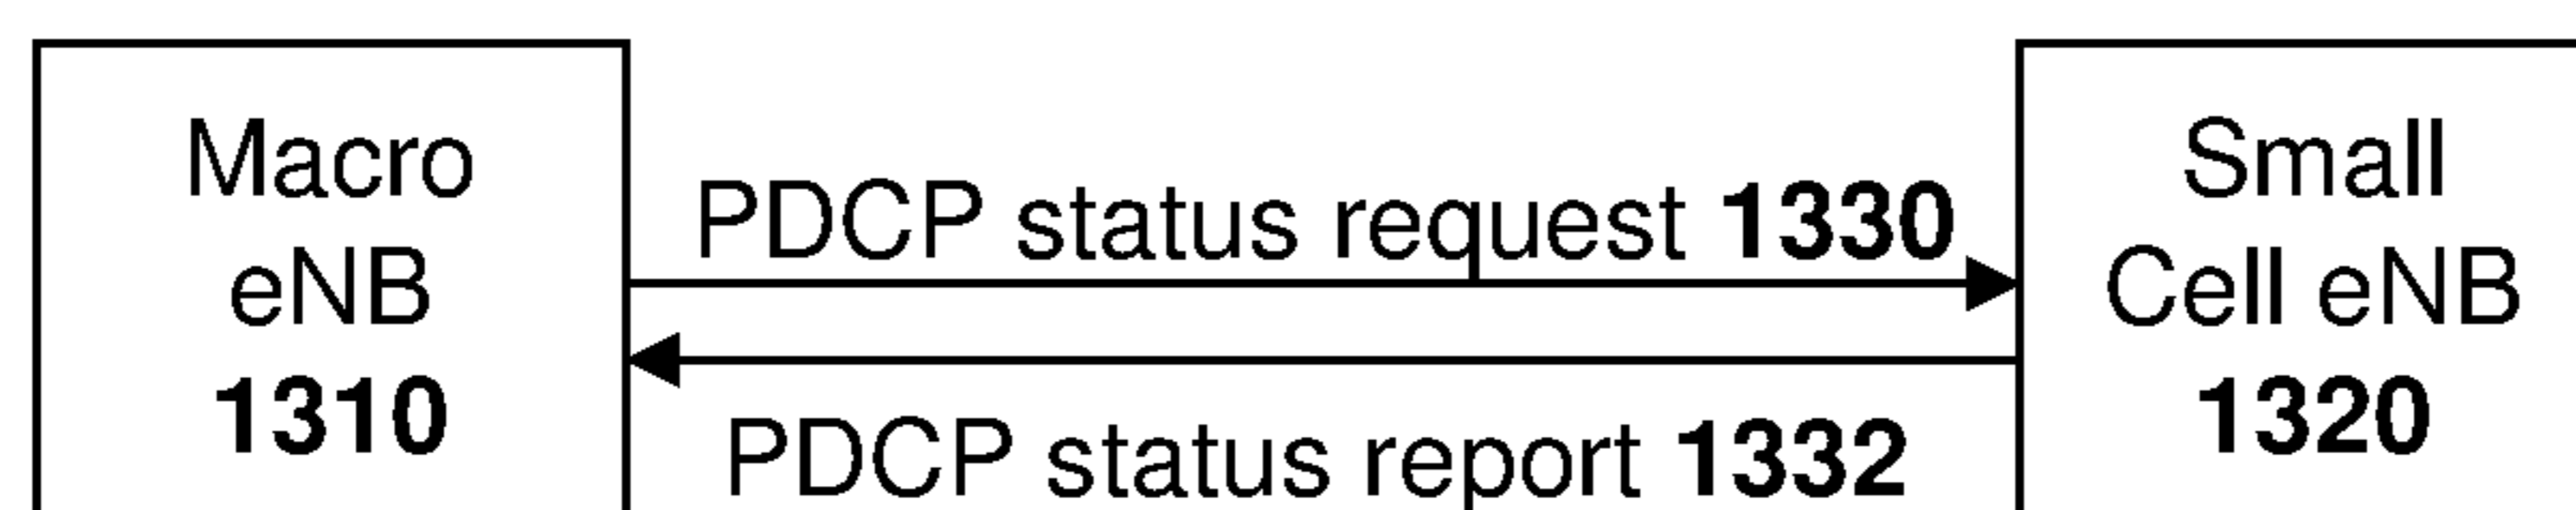 Macro
eNB
1310
PDCP status request 1330
PDCP status report 1332
Small
Cell eNB
1320